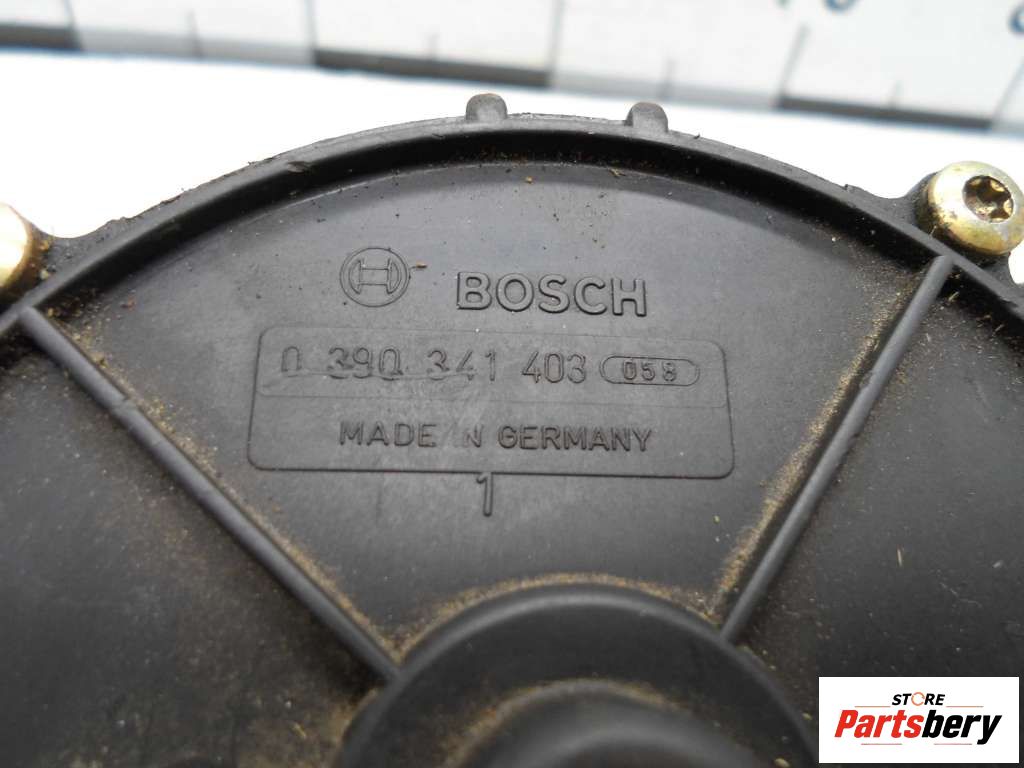 BOSCH
0 390 341 403 058
MADE IN GERMANY
1
STORE
Partsbery